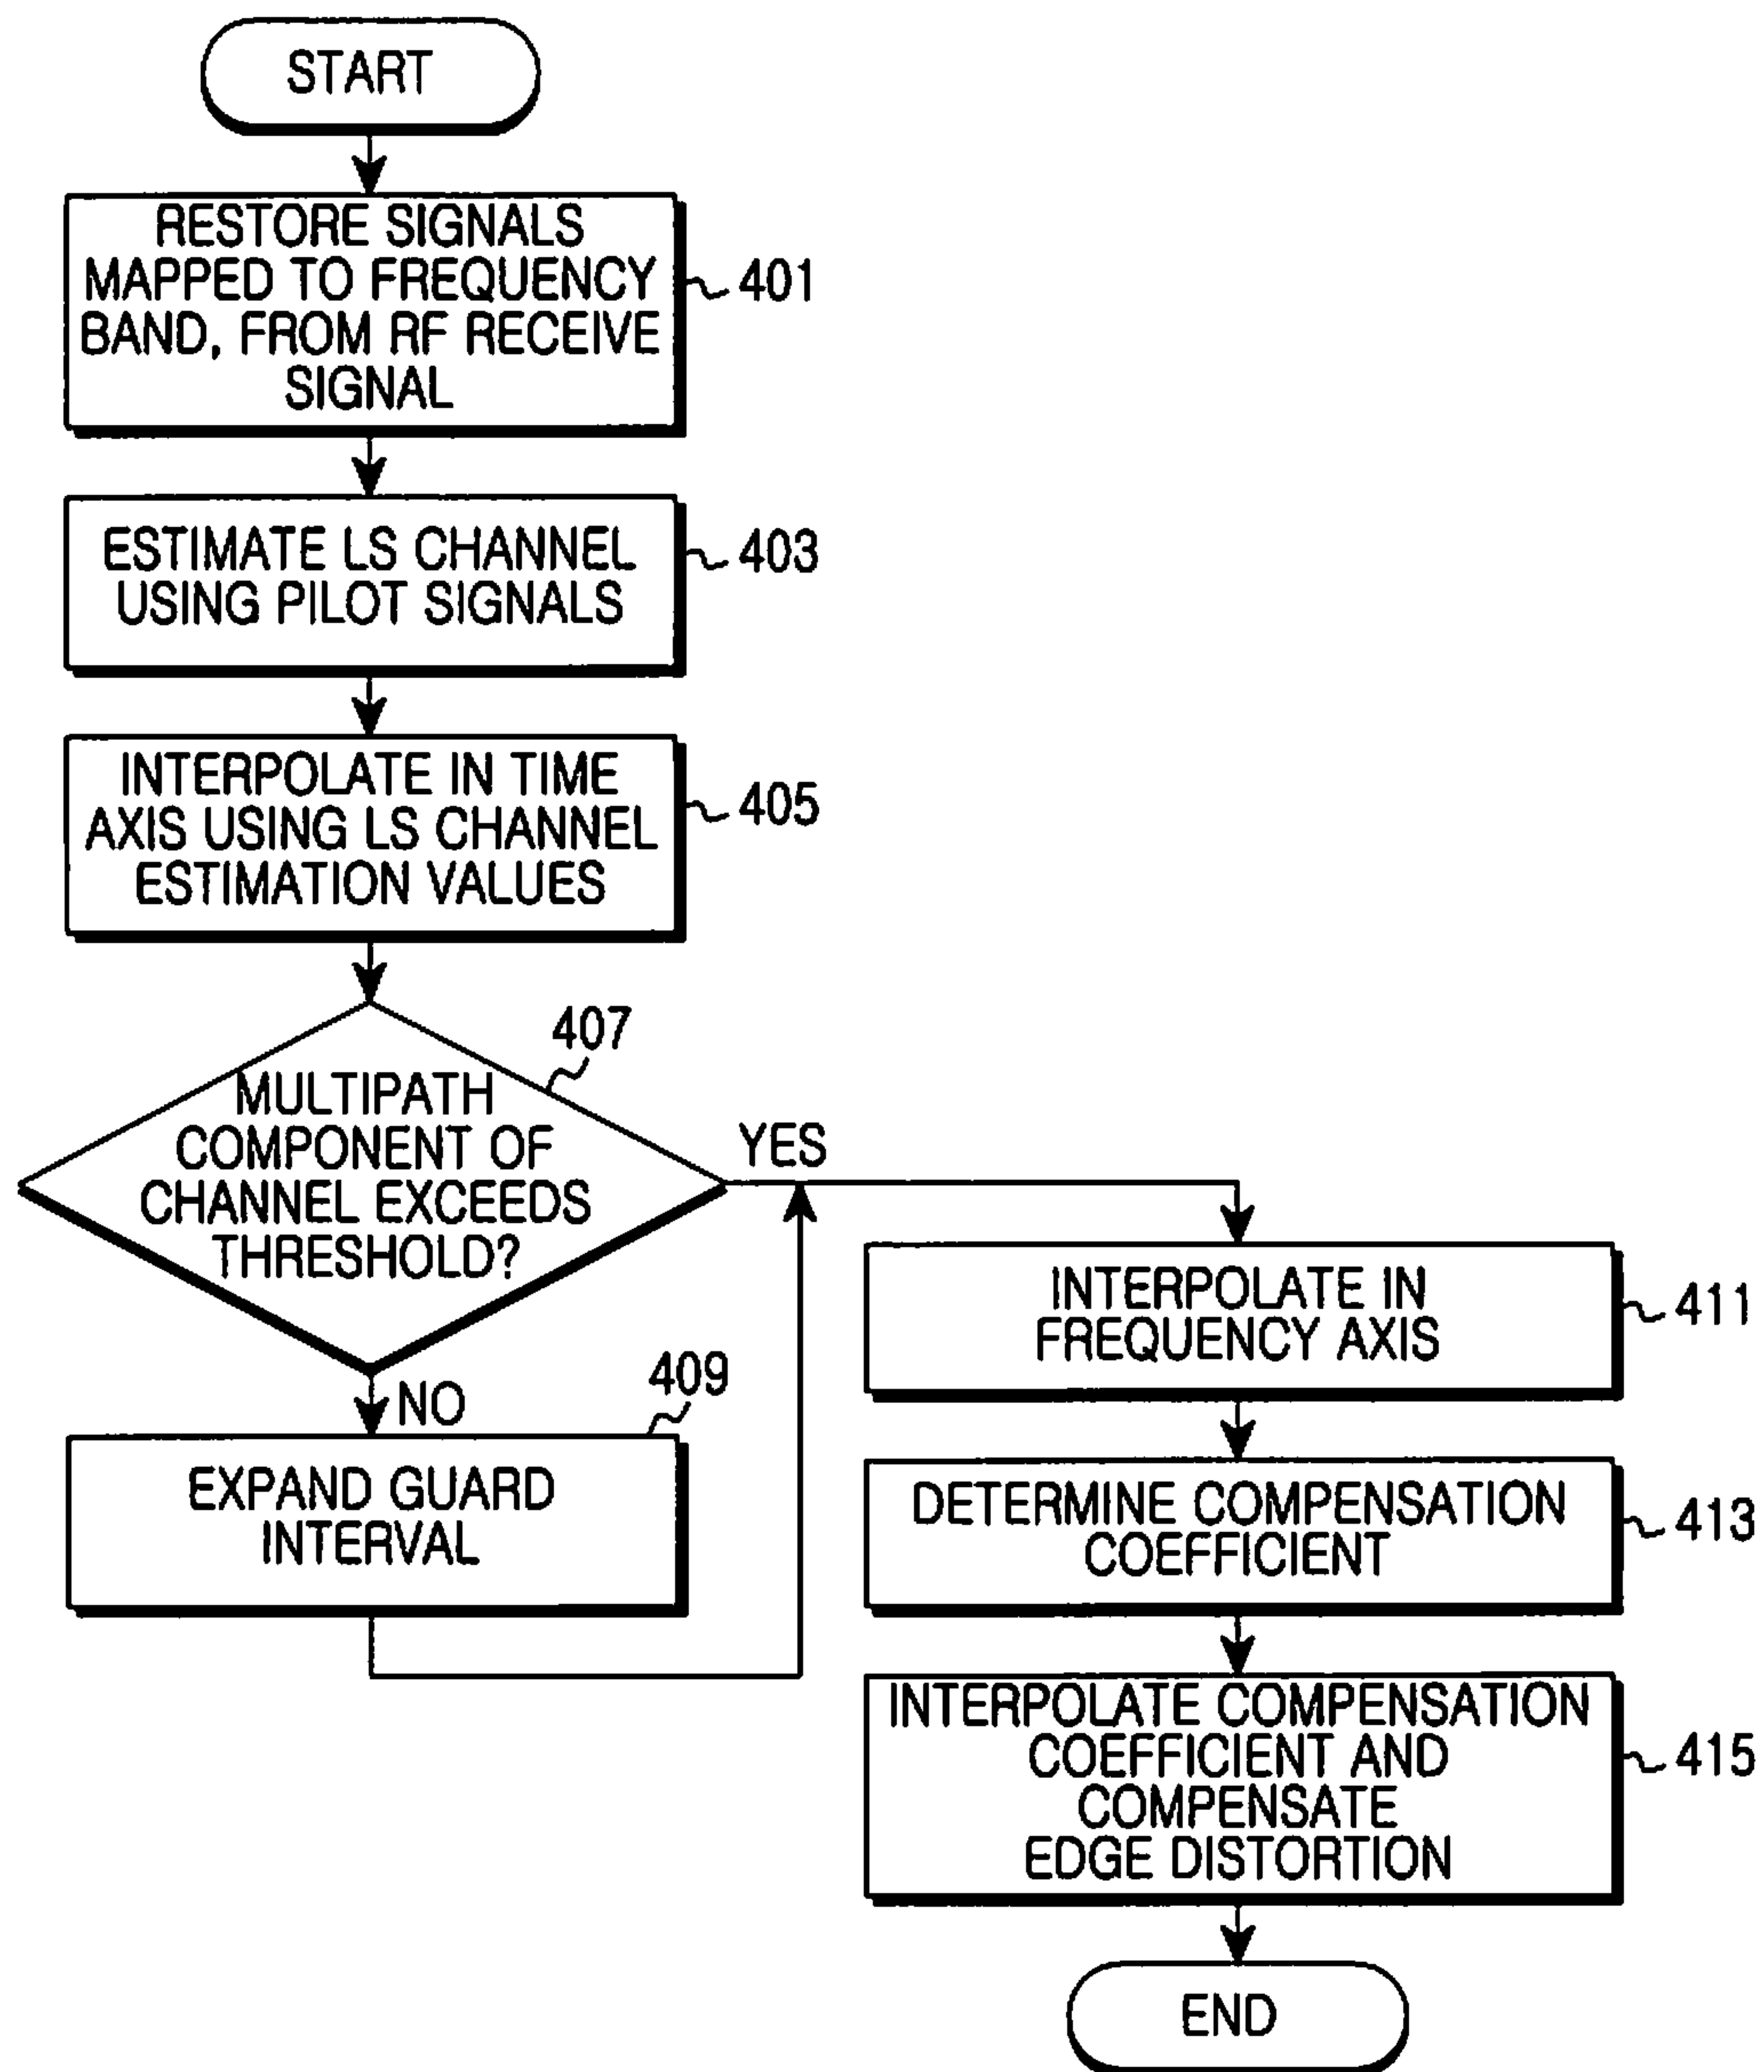 START
RESTORE SIGNALS
MAPPED TO FREQUENCY
BAND, FROM RF RECEIVE
SIGNAL
401
ESTIMATE LS CHANNEL
USING PILOT SIGNALS
403
INTERPOLATE IN TIME
AXIS USING LS CHANNEL
ESTIMATION VALUES
405
407
MULTIPATH
COMPONENT OF
CHANNEL EXCEEDS
THRESHOLD?
YES
NO
409
EXPAND GUARD
INTERVAL
INTERPOLATE IN
FREQUENCY AXIS
411
DETERMINE COMPENSATION
COEFFICIENT
413
INTERPOLATE COMPENSATION
COEFFICIENT AND
COMPENSATE
EDGE DISTORTION
415
END